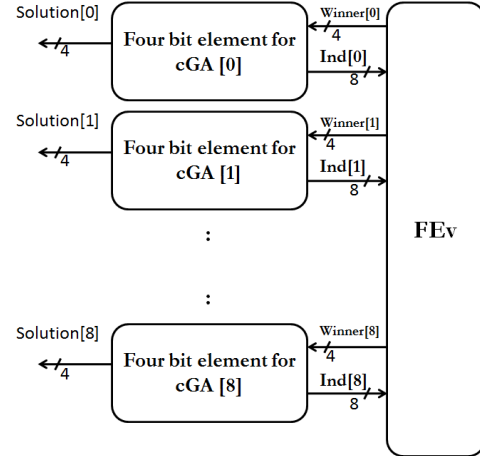 Solution[0]
4
Four bit element for
cGA [0]
Winner[0]
4
Ind[0]
8
Solution[1]
4
Four bit element for
cGA [1]
Winner[1]
4
Ind[1]
8
FEv
:
:
Solution[8]
4
Four bit element for
cGA [8]
Winner[8]
4
Ind[8]
8